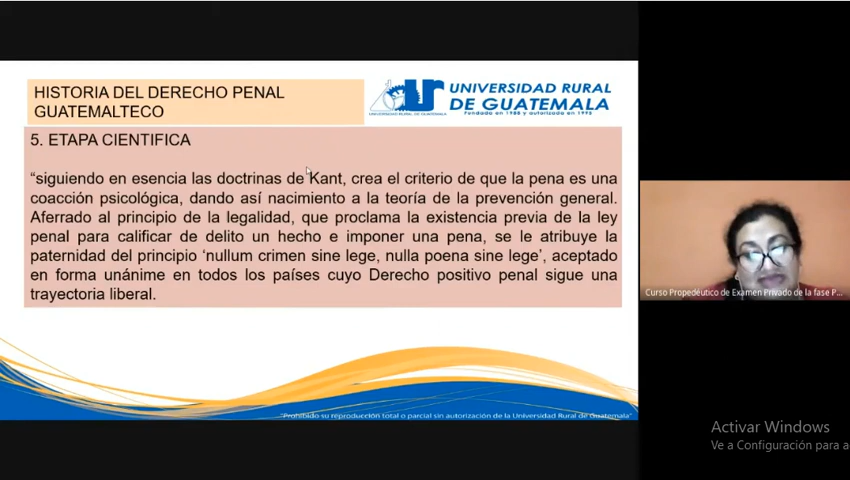 HISTORIA DEL DERECHO PENAL
GUATEMALTECO
UNIVERSIDAD RURAL
DE GUATEMALA
Fundada en 1988 y autorizada en 1995
UNIVERSIDAD RURAL DE GUATEMALA
5. ETAPA CIENTIFICA
“siguiendo en esencia las doctrinas de Kant, crea el criterio de que la pena es una
coacción psicológica, dando así nacimiento a la teoría de la prevención general.
Aferrado al principio de la legalidad, que proclama la existencia previa de la ley
penal para calificar de delito un hecho e imponer una pena, se le atribuye la
paternidad del principio ‘nullum crimen sine lege, nulla poena sine lege’, aceptado
en forma unánime en todos los países cuyo Derecho positivo penal sigue una
trayectoria liberal.
Curso Propedéutico de Examen Privado de la fase P...
"Prohibido su reproducción total o parcial sin autorización de la Universidad Rural de Guatemala"
Activar Windows
Ve a Configuración para a